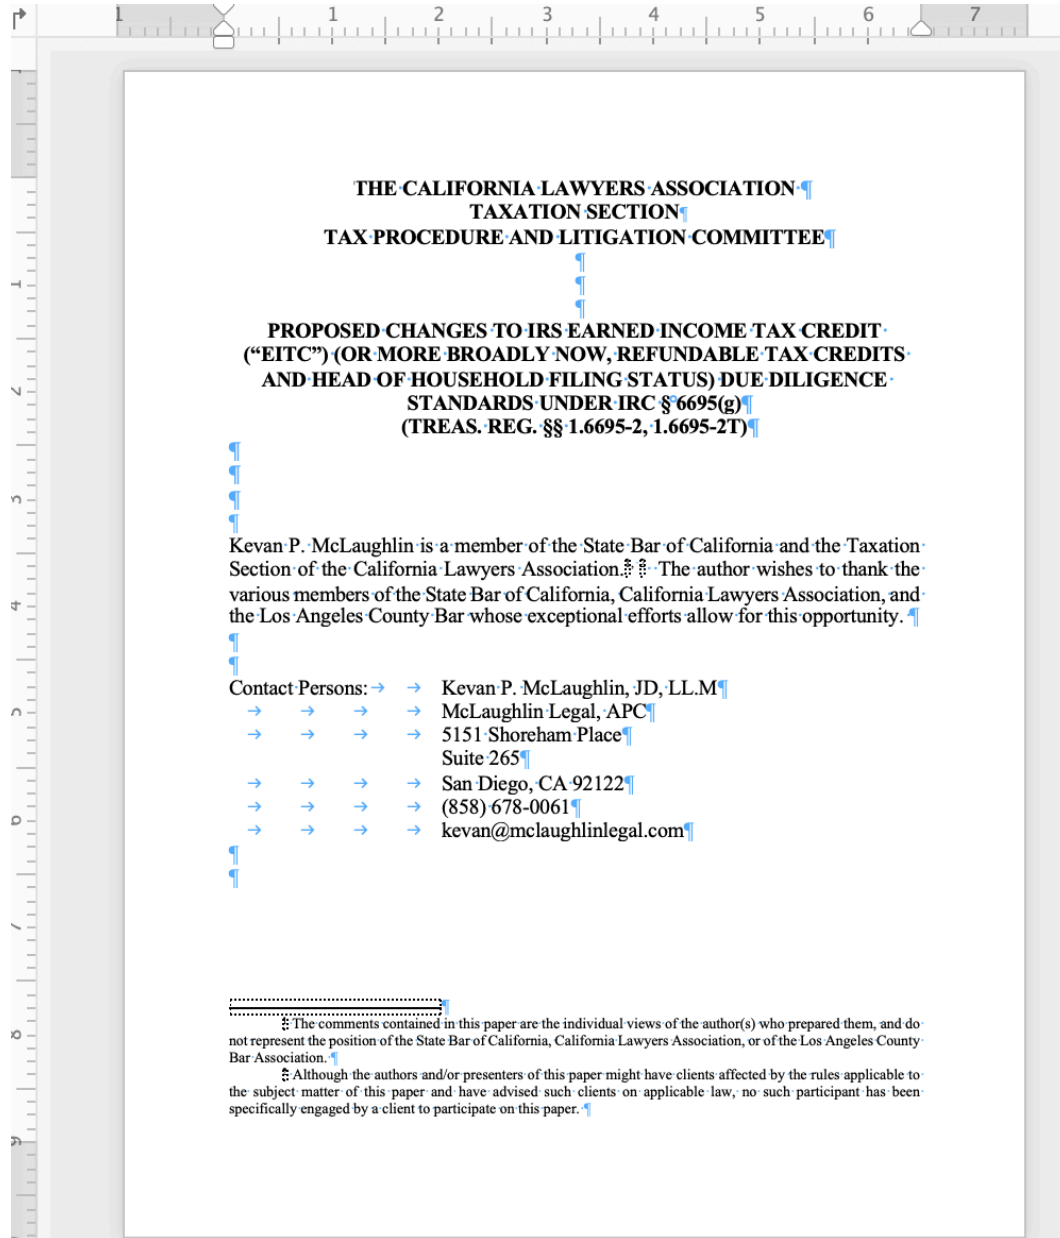 1 1 2 3 4 5 6 7
THE CALIFORNIA LAWYERS ASSOCIATION
TAXATION SECTION
TAX PROCEDURE AND LITIGATION COMMITTEE
1
PROPOSED CHANGES TO IRS EARNED INCOME TAX CREDIT
(“EITC”) (OR MORE BROADLY NOW, REFUNDABLE TAX CREDITS
2
AND HEAD OF HOUSEHOLD FILING STATUS) DUE DILIGENCE
STANDARDS UNDER IRC § 6695(g)
(TREAS. REG. §§ 1.6695-2, 1.6695-2T)
3
Kevan P. McLaughlin is a member of the State Bar of California and the Taxation
Section of the California Lawyers Association. The author wishes to thank the
various members of the State Bar of California, California Lawyers Association, and
4
the Los Angeles County Bar whose exceptional efforts allow for this opportunity.
Contact Persons: Kevan P. McLaughlin, JD, LL.M
5
McLaughlin Legal, APC
5151 Shoreham Place
Suite 265
San Diego, CA 92122
(858) 678-0061
6
kevan@mclaughlinlegal.com
7
The comments contained in this paper are the individual views of the author(s) who prepared them, and do
8
not represent the position of the State Bar of California, California Lawyers Association, or of the Los Angeles County
Bar Association.
Although the authors and/or presenters of this paper might have clients affected by the rules applicable to
the subject matter of this paper and have advised such clients on applicable law, no such participant has been
specifically engaged by a client to participate on this paper.
9